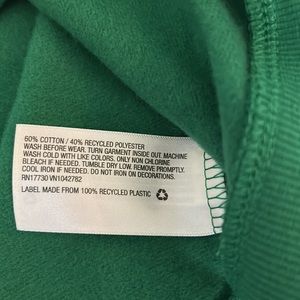 60% COTTON / 40% RECYCLED POLYESTER
WASH BEFORE WEAR. TURN GARMENT INSIDE OUT. MACHINE
WASH COLD WITH LIKE COLORS. ONLY NON CHLORINE
BLEACH IF NEEDED. TUMBLE DRY LOW. REMOVE PROMPTLY.
COOL IRON IF NEEDED. DO NOT IRON ON DECORATIONS.
RN17730 VN1042782
LABEL MADE FROM 100% RECYCLED PLASTIC